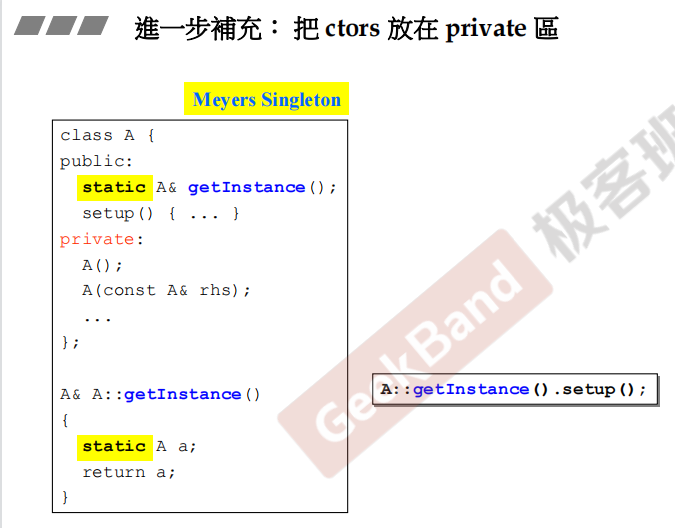 進一步補充： 把 ctors 放在 private 區
Meyers Singleton
class A {
public:
static A& getInstance();
setup() { ... }
private:
A();
A(const A& rhs);
...
};
A& A::getInstance()
{
static A a;
return a;
}
A::getInstance().setup();
GeekBand 极客班